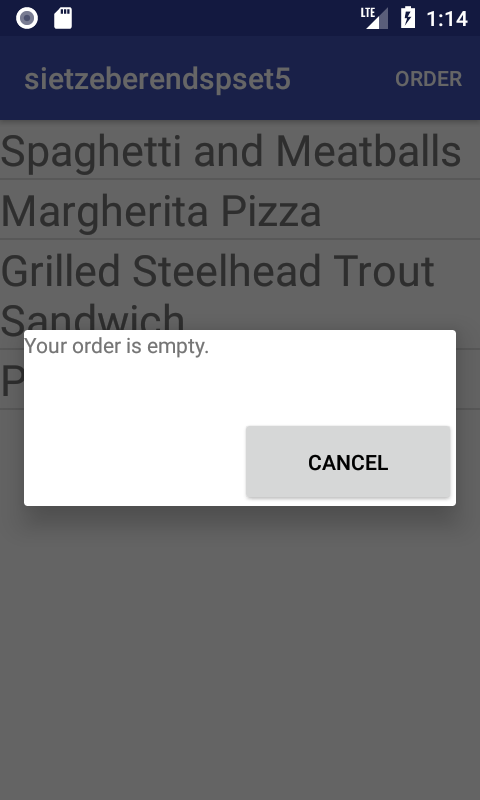 LTE 1:14
sietzeberendspset5 ORDER
Spaghetti and Meatballs
Margherita Pizza
Grilled Steelhead Trout
Sandwich
Your order is empty.
CANCEL